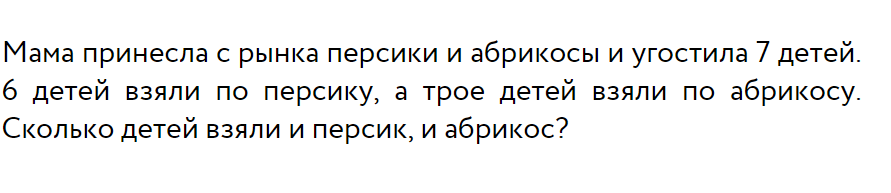 Мама принесла с рынка персики и абрикосы и угостила 7 детей.
6 детей взяли по персику, а трое детей взяли по абрикосу.
Сколько детей взяли и персик, и абрикос?